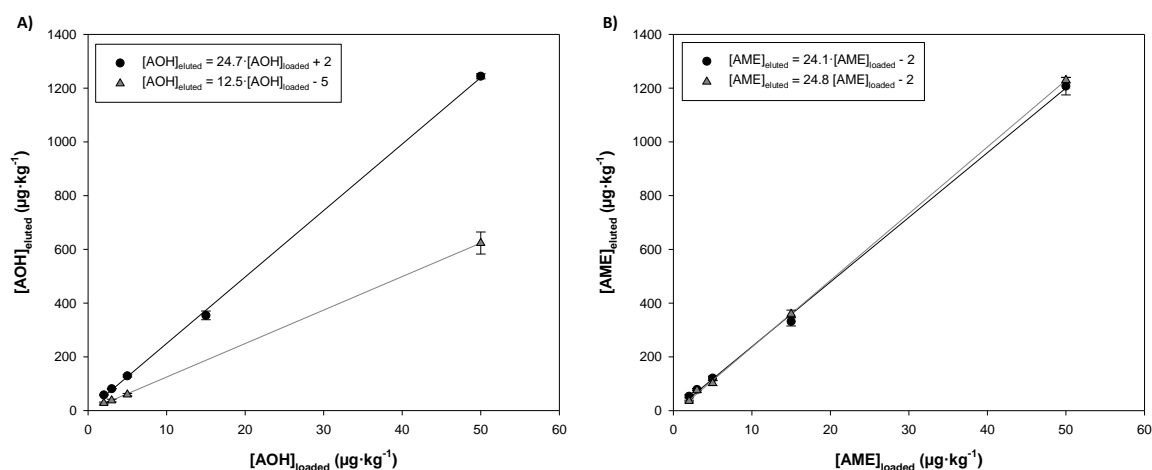 A)
1400
1200
1000
800
600
400
200
0
[AOH]eluted (µg·kg-1)
[AOH]eluted = 24.7·[AOH]loaded + 2
[AOH]eluted = 12.5·[AOH]loaded - 5
0 10 20 30 40 50 60
[AOH]loaded (µg·kg-1)
B)
1400
1200
1000
800
600
400
200
0
[AME]eluted (µg·kg-1)
[AME]eluted = 24.1·[AME]loaded - 2
[AME]eluted = 24.8 [AME]loaded - 2
0 10 20 30 40 50 60
[AME]loaded (µg·kg-1)